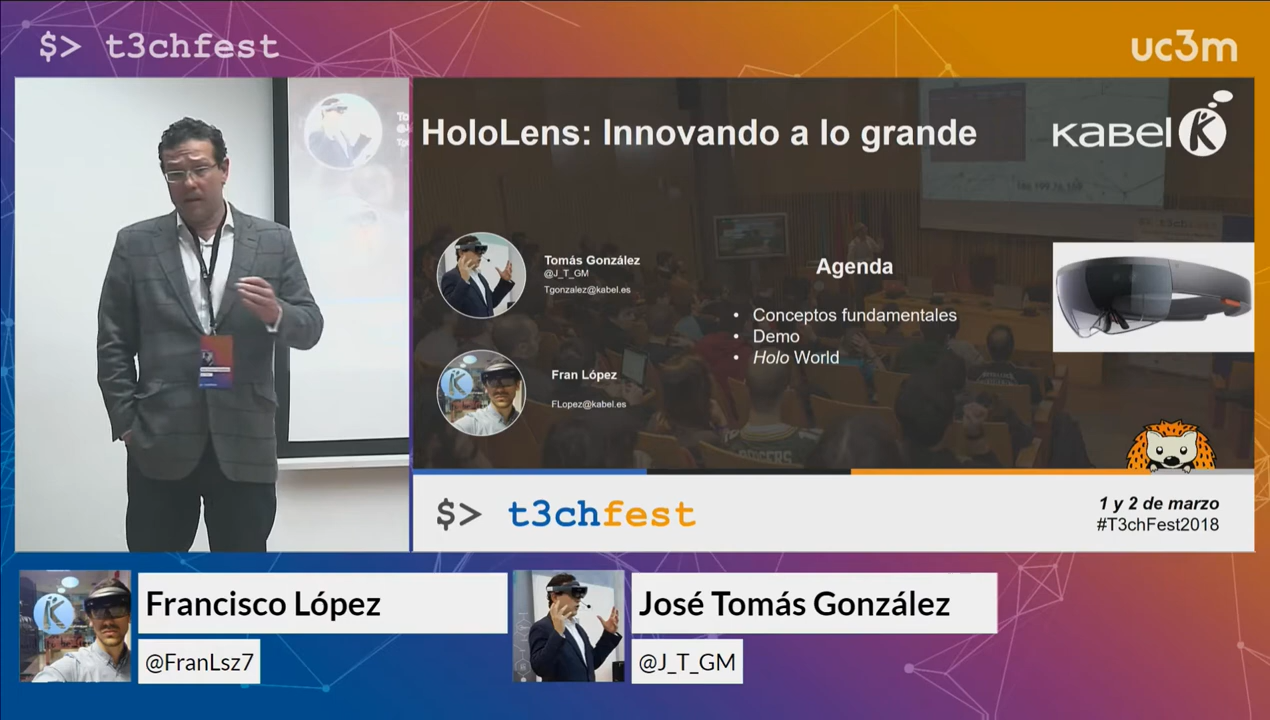 $> t3chfest
uc3m
HoloLens: Innovando a lo grande
KABEL
Tomás González
@J_T_GM
Tgonzalez@kabel.es
Fran López
FLopez@kabel.es
Agenda
• Conceptos fundamentales
• Demo
• Holo World
$> t3chfest
1 y 2 de marzo
#T3chFest2018
Francisco López
@FranLsz7
José Tomás González
@J_T_GM